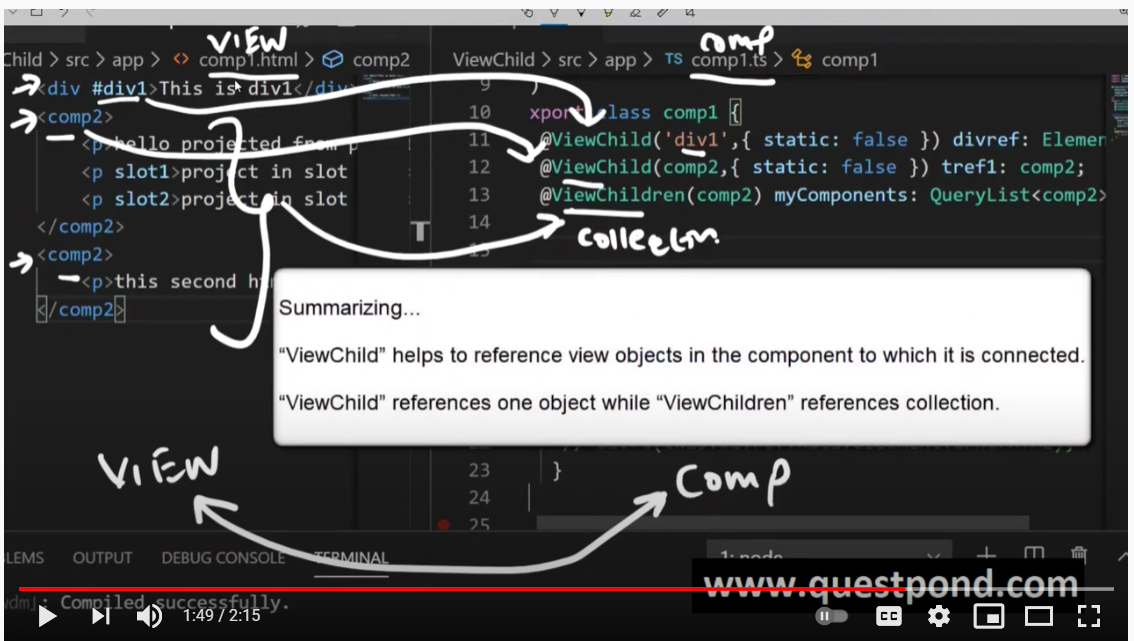 VIEW
comp
Child > src > app > <> comp1.html > comp2
ViewChild > src > app > TS comp1.ts > comp1
<div #div1>This is div1</div>
<comp2>
<p>hello projected from p
<p slot1>project in slot
<p slot2>project in slot
</comp2>
<comp2>
<p>this second h
</comp2>
9 )
10 xport class comp1 {
11 @ViewChild('div1',{ static: false }) divref: Elemen
12 @ViewChild(comp2,{ static: false }) tref1: comp2;
13 @ViewChildren(comp2) myComponents: QueryList<comp2>
14
15
collection
T
Summarizing...
“ViewChild” helps to reference view objects in the component to which it is connected.
“ViewChild” references one object while “ViewChildren” references collection.
23 }
24
25
VIEW
Comp
BLEMS OUTPUT DEBUG CONSOLE TERMINAL
1: node
www.questpond.com
wdm: Compiled successfully.
1:49 / 2:15
CC